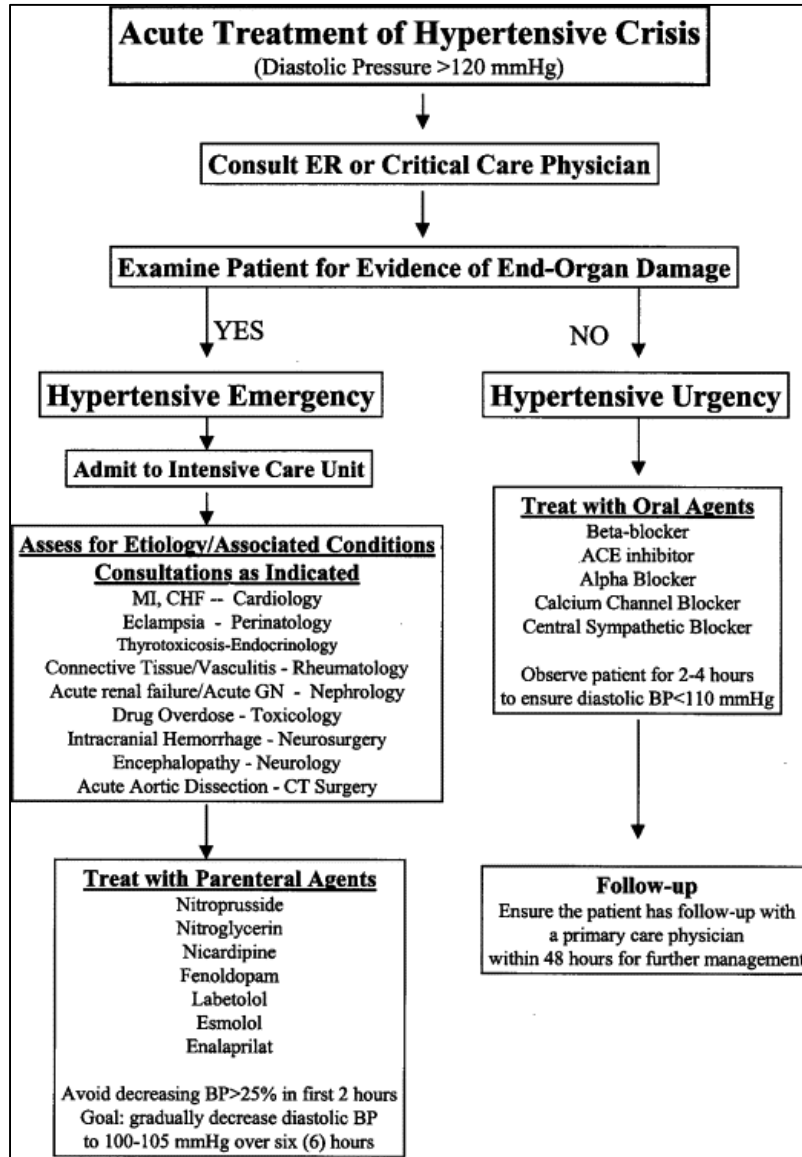 Acute Treatment of Hypertensive Crisis
(Diastolic Pressure >120 mmHg)
Consult ER or Critical Care Physician
Examine Patient for Evidence of End-Organ Damage
YES
NO
Hypertensive Emergency
Admit to Intensive Care Unit
Assess for Etiology/Associated Conditions
Consultations as Indicated
MI, CHF -- Cardiology
Eclampsia - Perinatology
Thyrotoxicosis-Endocrinology
Connective Tissue/Vasculitis - Rheumatology
Acute renal failure/Acute GN - Nephrology
Drug Overdose - Toxicology
Intracranial Hemorrhage - Neurosurgery
Encephalopathy - Neurology
Acute Aortic Dissection - CT Surgery
Treat with Parenteral Agents
Nitroprusside
Nitroglycerin
Nicardipine
Fenoldopam
Labetolol
Esmolol
Enalaprilat
Avoid decreasing BP>25% in first 2 hours
Goal: gradually decrease diastolic BP
to 100-105 mmHg over six (6) hours
Hypertensive Urgency
Treat with Oral Agents
Beta-blocker
ACE inhibitor
Alpha Blocker
Calcium Channel Blocker
Central Sympathetic Blocker
Observe patient for 2-4 hours
to ensure diastolic BP<110 mmHg
Follow-up
Ensure the patient has follow-up with
a primary care physician
within 48 hours for further management